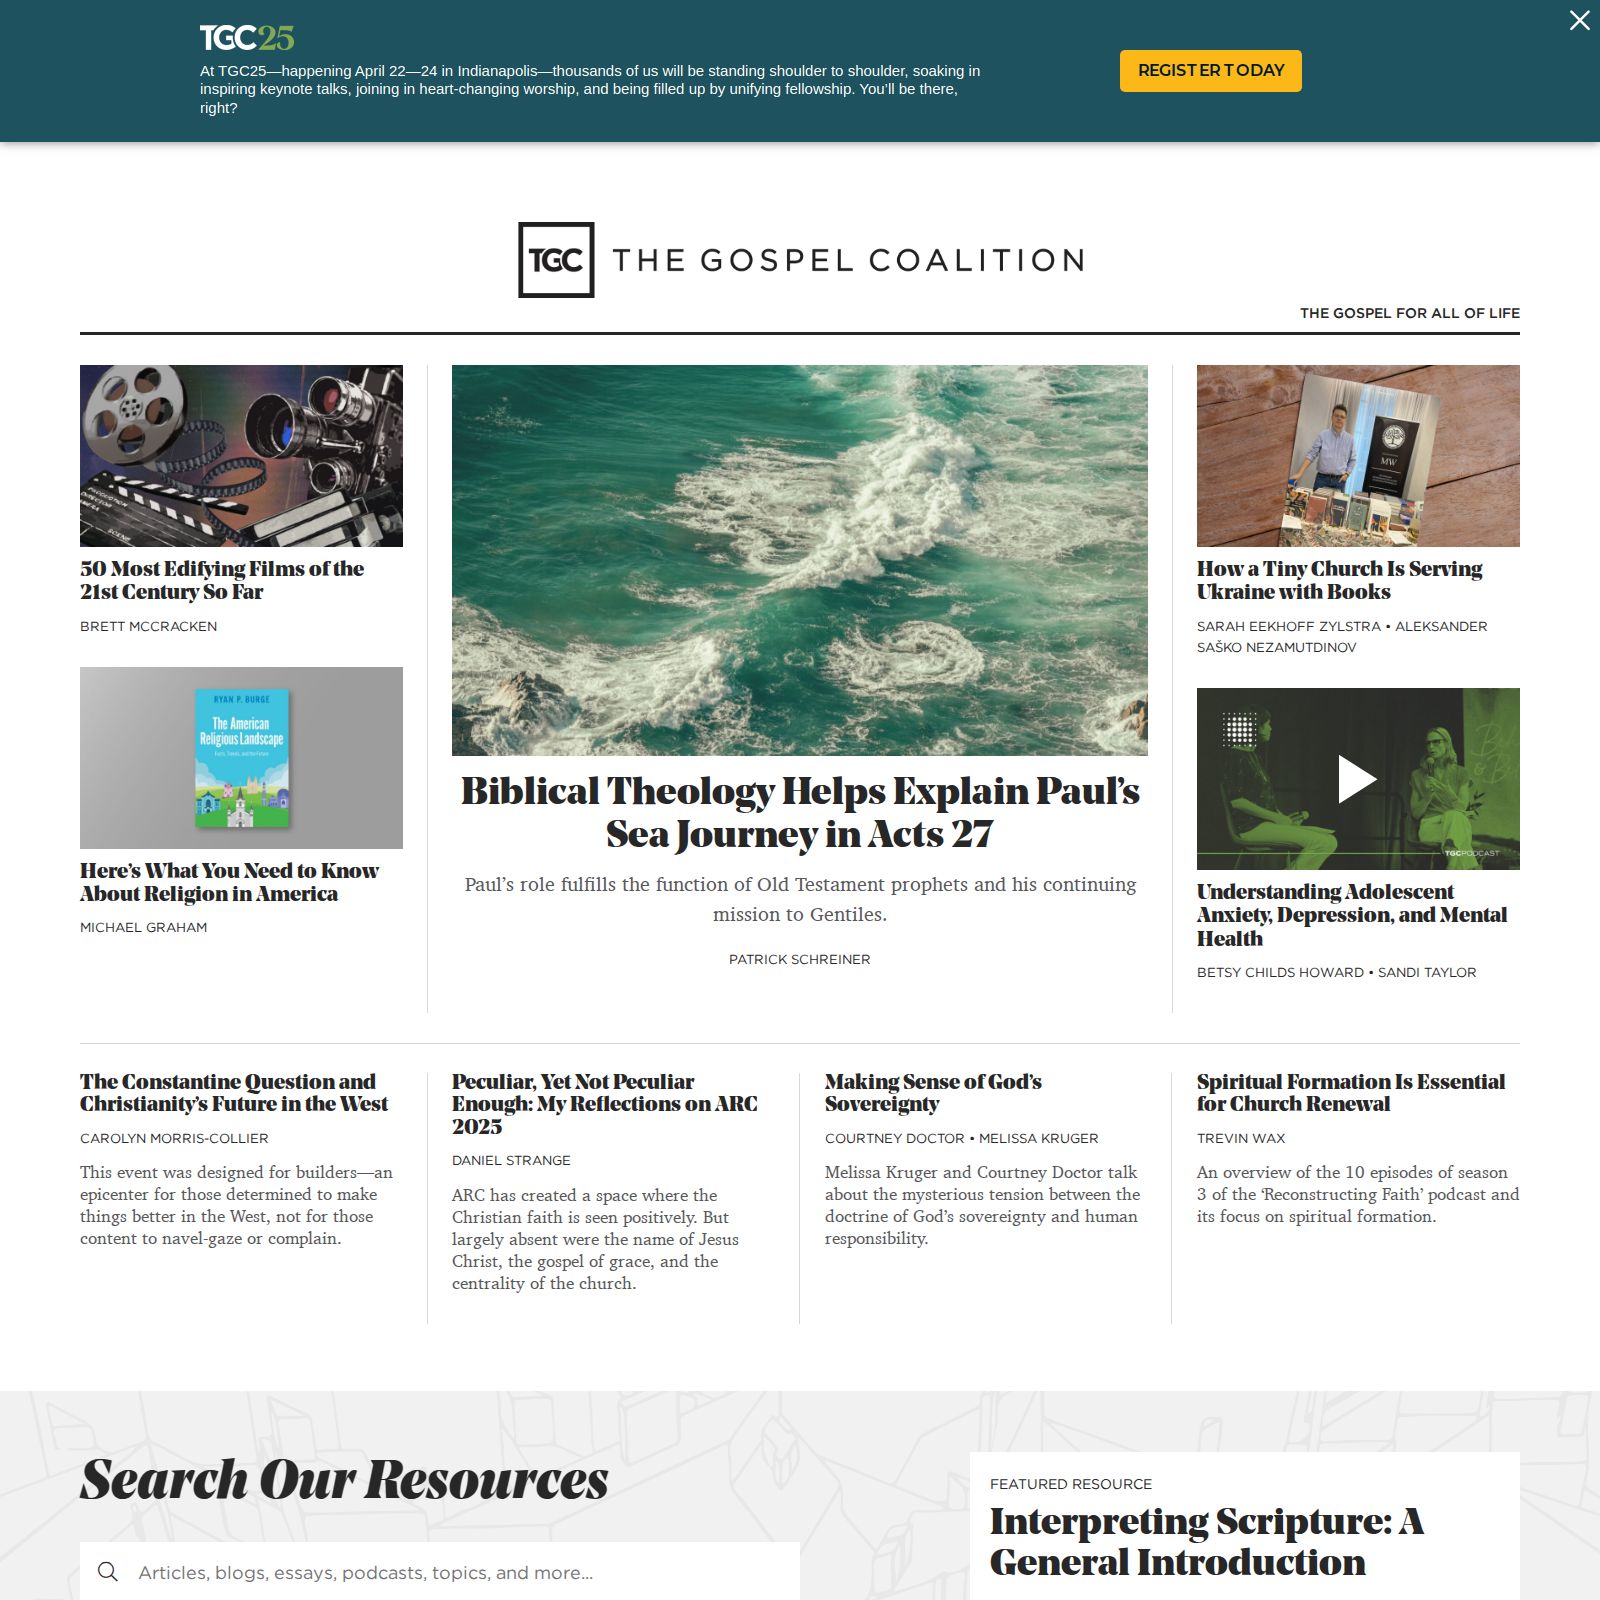 TGC25
At TGC25—happening April 22—24 in Indianapolis—thousands of us will be standing shoulder to shoulder, soaking in
inspiring keynote talks, joining in heart-changing worship, and being filled up by unifying fellowship. You'll be there,
right?
REGISTER TODAY
TGC THE GOSPEL COALITION
THE GOSPEL FOR ALL OF LIFE
PRODUCTION
DIRECTOR
CAMERA
SCENE
50 Most Edifying Films of the
21st Century So Far
BRETT MCCRACKEN
RYAN P. BURGE
The American
Religious Landscape
Facts, Trends, and the Future
Here's What You Need to Know
About Religion in America
MICHAEL GRAHAM
Biblical Theology Helps Explain Paul's
Sea Journey in Acts 27
Paul's role fulfills the function of Old Testament prophets and his continuing
mission to Gentiles.
PATRICK SCHREINER
MW
How a Tiny Church Is Serving
Ukraine with Books
SARAH EEKHOFF ZYLSTRA • ALEKSANDER
SAŠKO NEZAMUTDINOV
TGCPODCAST
Understanding Adolescent
Anxiety, Depression, and Mental
Health
BETSY CHILDS HOWARD • SANDI TAYLOR
The Constantine Question and
Christianity's Future in the West
CAROLYN MORRIS-COLLIER
This event was designed for builders—an
epicenter for those determined to make
things better in the West, not for those
content to navel-gaze or complain.
Peculiar, Yet Not Peculiar
Enough: My Reflections on ARC
2025
DANIEL STRANGE
ARC has created a space where the
Christian faith is seen positively. But
largely absent were the name of Jesus
Christ, the gospel of grace, and the
centrality of the church.
Making Sense of God's
Sovereignty
COURTNEY DOCTOR • MELISSA KRUGER
Melissa Kruger and Courtney Doctor talk
about the mysterious tension between the
doctrine of God's sovereignty and human
responsibility.
Spiritual Formation Is Essential
for Church Renewal
TREVIN WAX
An overview of the 10 episodes of season
3 of the ‘Reconstructing Faith’ podcast and
its focus on spiritual formation.
Search Our Resources
Articles, blogs, essays, podcasts, topics, and more...
FEATURED RESOURCE
Interpreting Scripture: A
General Introduction